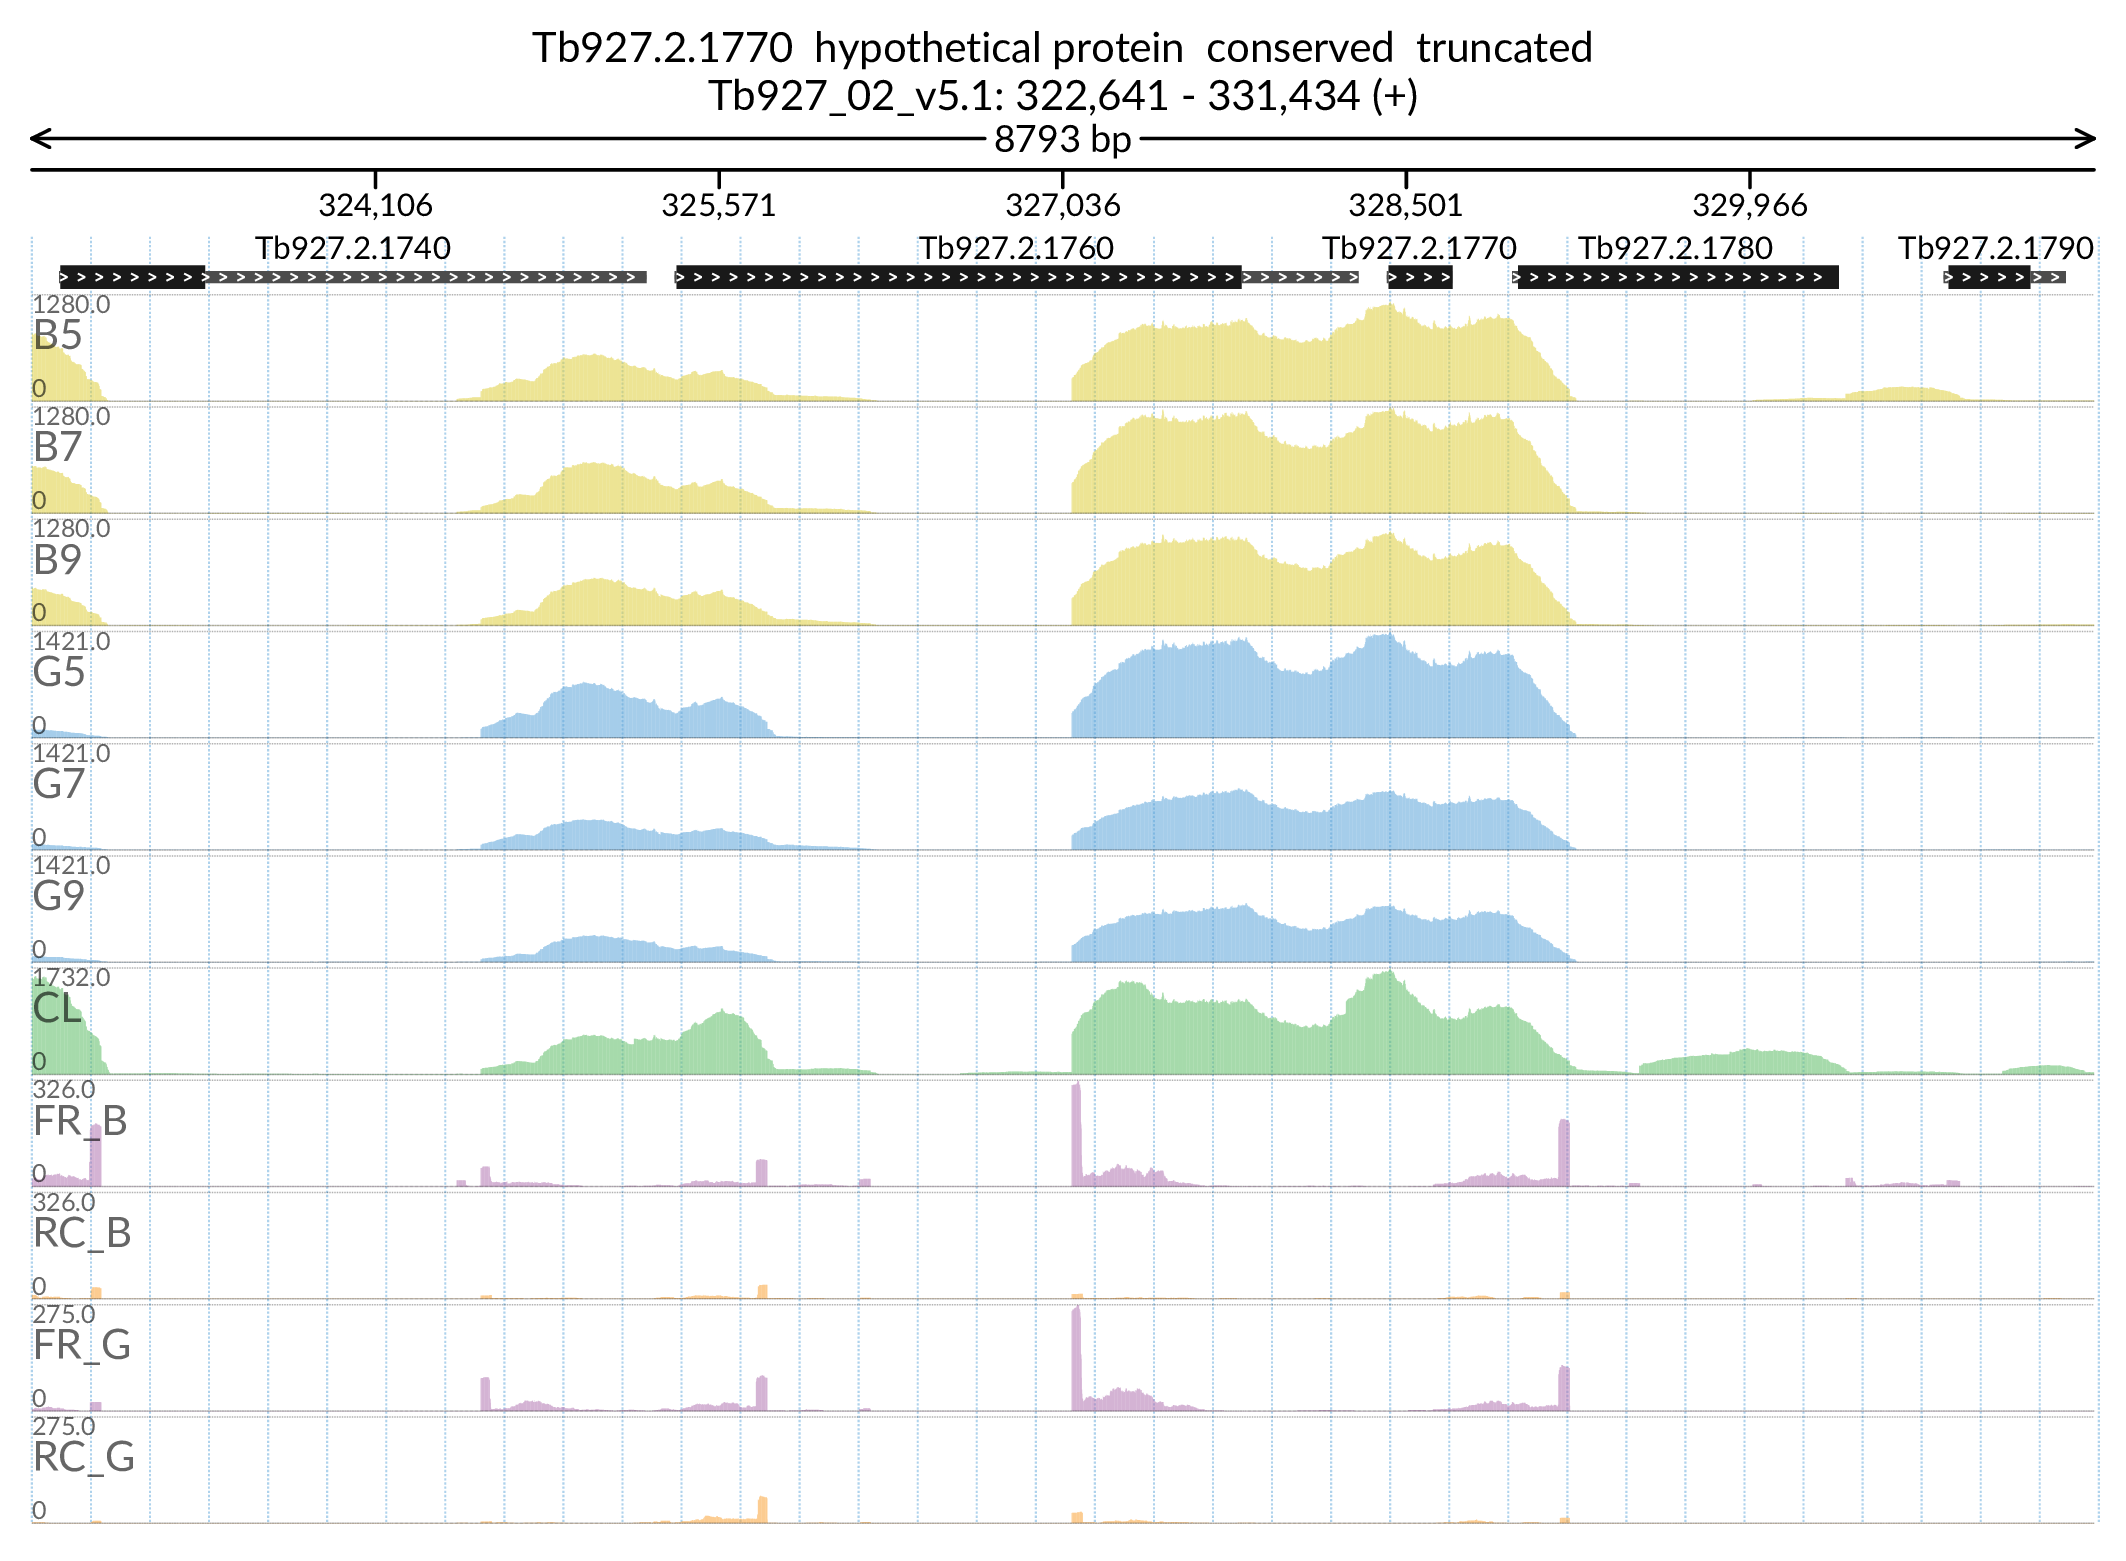 Tb927.2.1770 hypothetical protein conserved truncated
Tb927_02_v5.1: 322,641 - 331,434 (+)
8793 bp
324,106 325,571 327,036 328,501 329,966
Tb927.2.1740 Tb927.2.1760 Tb927.2.1770 Tb927.2.1780 Tb927.2.1790
1280.0
B5
0
1280.0
B7
0
1280.0
B9
0
1421.0
G5
0
1421.0
G7
0
1421.0
G9
0
1732.0
CL
0
326.0
FR_B
0
326.0
RC_B
0
275.0
FR_G
0
275.0
RC_G
0